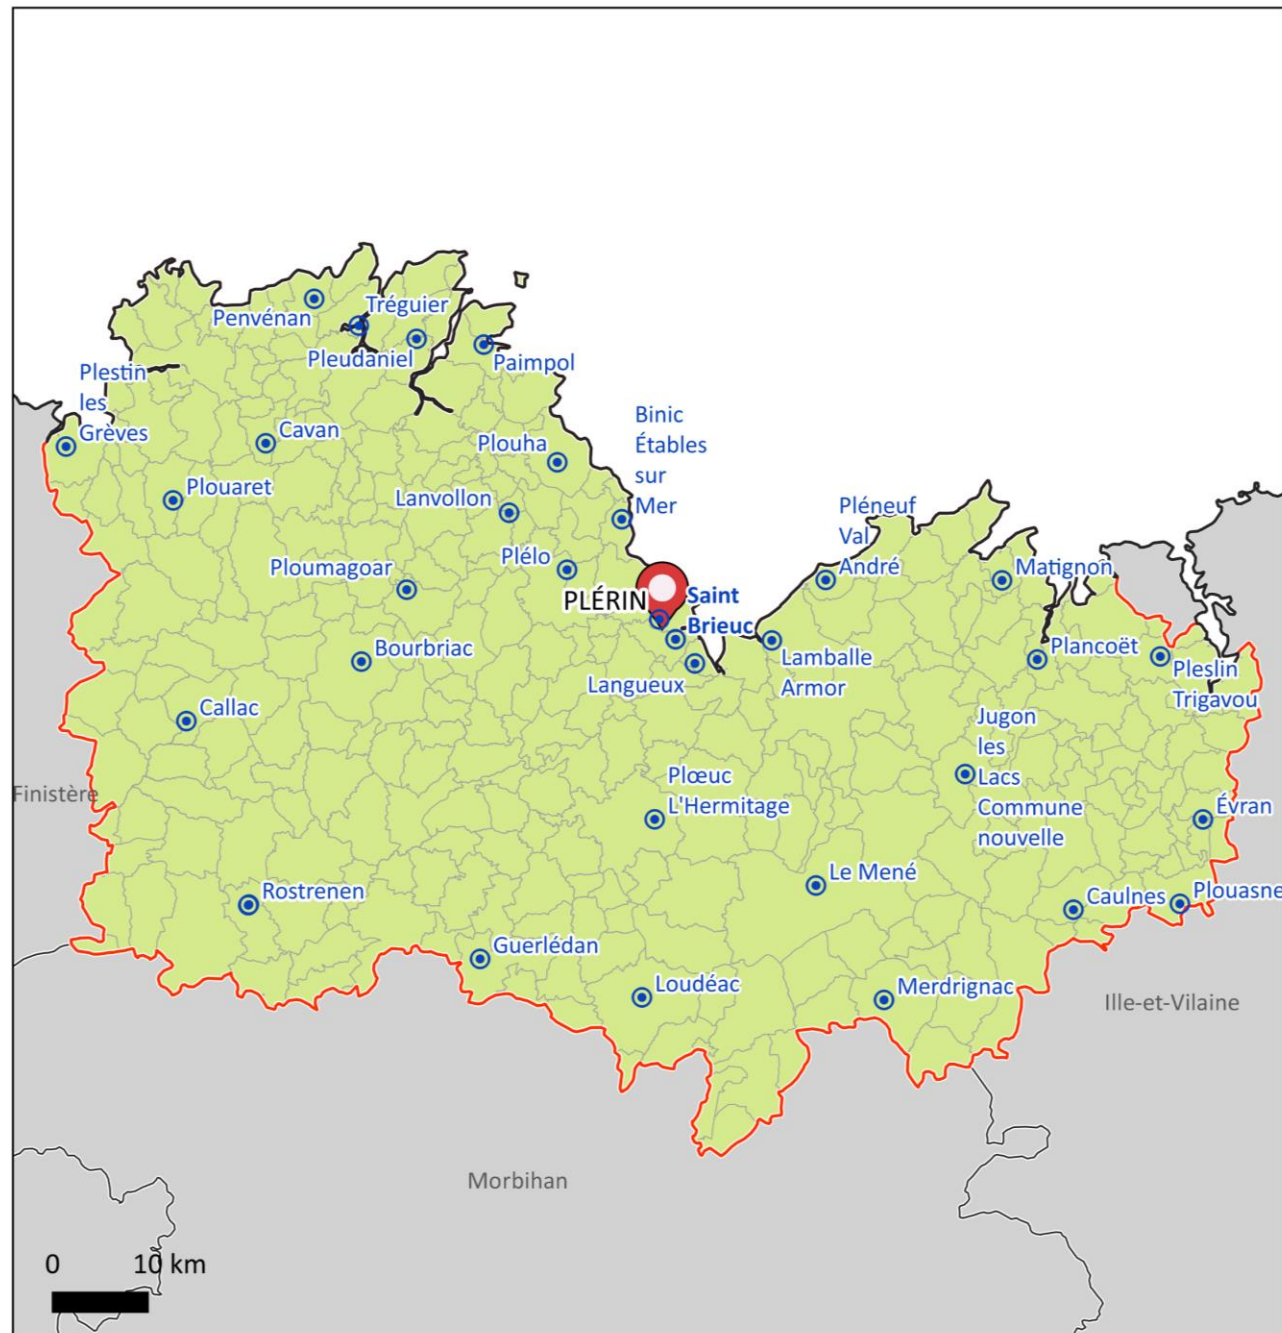 Tréguier
Penvénan
Pleudaniel
Paimpol
Plestin
les
Grèves
Cavan
Binic
Étables
sur
Mer
Plouha
Plouaret
Lanvollon
Pléneuf
Val
André
Plélo
Ploumagoar
Matignon
PLÉRIN
Saint
Brieuc
Bourbriac
Langueux
Lamballe
Armor
Plancoët
Pleslin
Trigavou
Callac
Jugon
les
Lacs
Commune
nouvelle
Plœuc
L'Hermitage
Finistère
Évran
Le Mené
Rostrenen
Caulnes
Plouasne
Guerlédan
Loudéac
Merdrignac
Ille-et-Vilaine
Morbihan
0 10 km